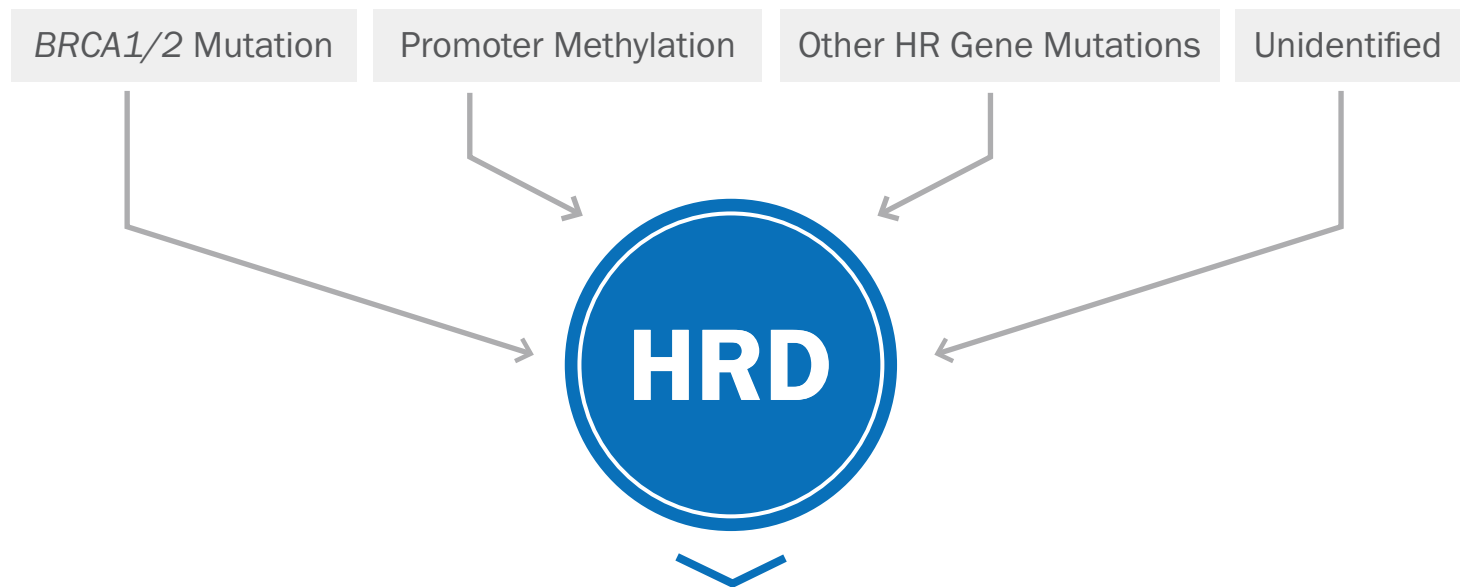 BRCA1/2 Mutation
Promoter Methylation
Other HR Gene Mutations
Unidentified
HRD